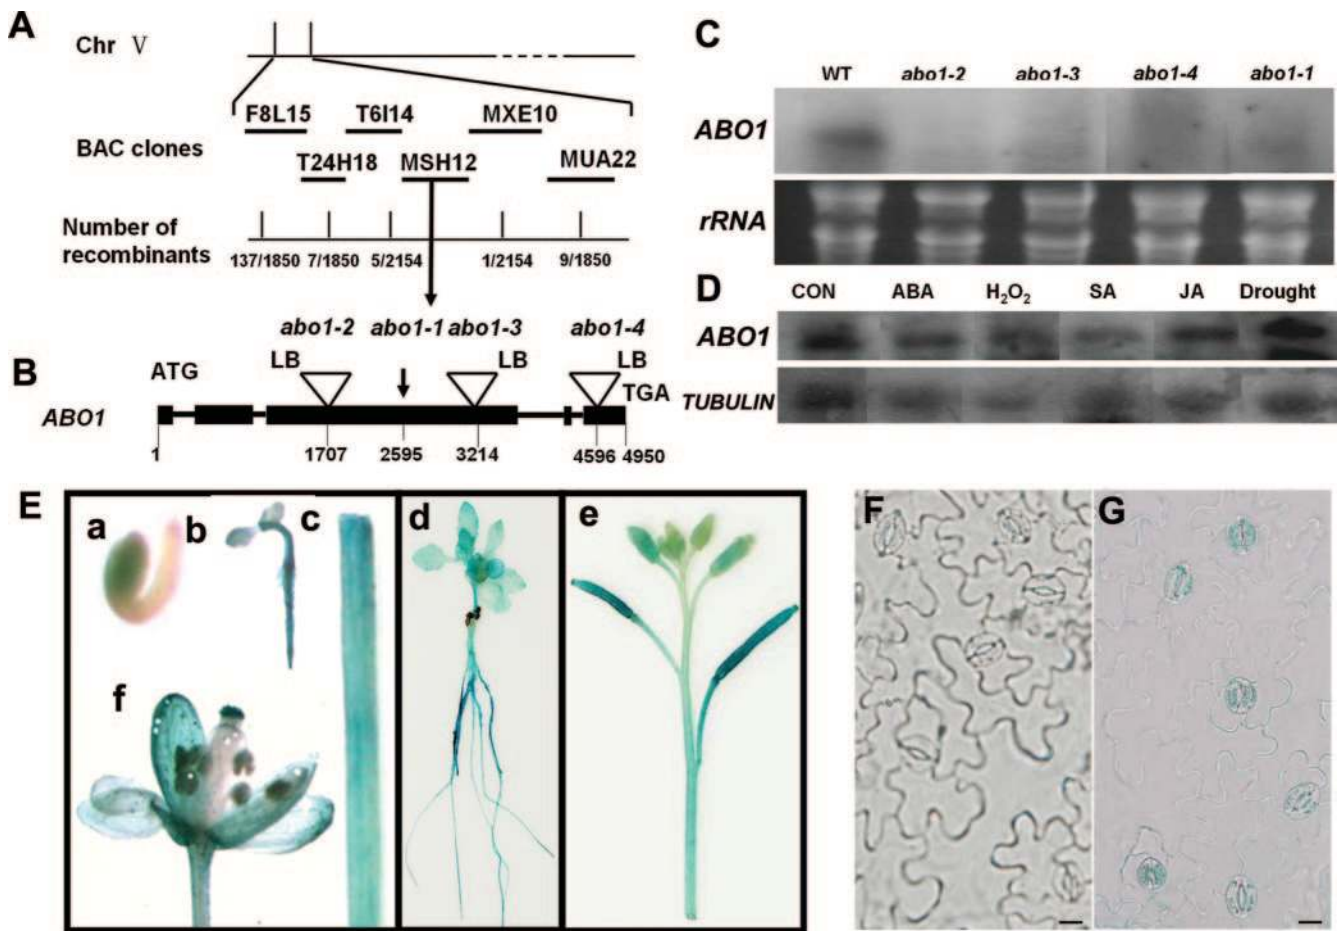 A
Chr V
F8L15 T6I14 MXE10
BAC clones
T24H18 MSH12 MUA22
Number of
recombinants
137/1850 7/1850 5/2154 1/2154 9/1850
abo1-2 abo1-1 abo1-3 abo1-4
B
LB LB LB
ATG TGA
ABO1
1 1707 2595 3214 4596 4950
C
WT abo1-2 abo1-3 abo1-4 abo1-1
ABO1
rRNA
D
CON ABA H₂O₂ SA JA Drought
ABO1
TUBULIN
E
a b c d e
f
F G